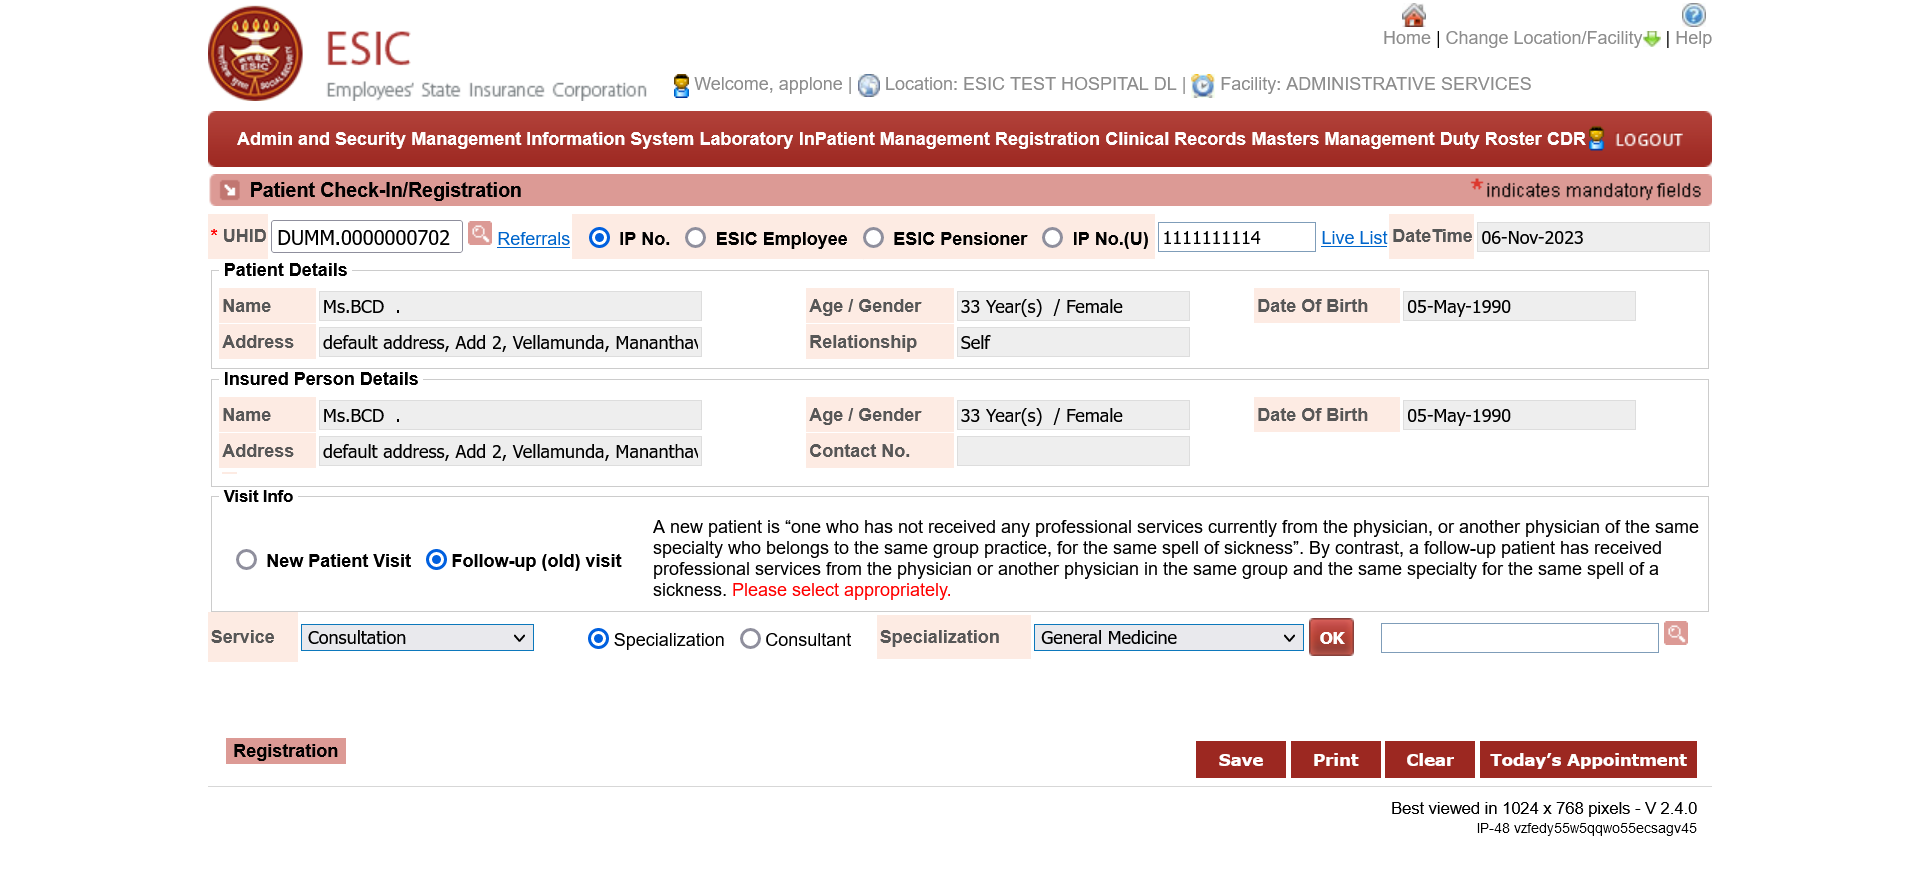 ESIC
Employees' State Insurance Corporation
Home | Change Location/Facility | Help
Welcome, applone | Location: ESIC TEST HOSPITAL DL | Facility: ADMINISTRATIVE SERVICES
Admin and Security Management Information System Laboratory InPatient Management Registration Clinical Records Masters Management Duty Roster CDR LOGOUT
Patient Check-In/Registration * indicates mandatory fields
* UHID DUMM.0000000702 Referrals IP No. ESIC Employee ESIC Pensioner IP No.(U) 1111111114 Live List DateTime 06-Nov-2023
Patient Details
Name Ms.BCD . Age / Gender 33 Year(s) / Female Date Of Birth 05-May-1990
Address default address, Add 2, Vellamunda, Mananthav Relationship Self
Insured Person Details
Name Ms.BCD . Age / Gender 33 Year(s) / Female Date Of Birth 05-May-1990
Address default address, Add 2, Vellamunda, Mananthav Contact No.
Visit Info
New Patient Visit Follow-up (old) visit
A new patient is “one who has not received any professional services currently from the physician, or another physician of the same
specialty who belongs to the same group practice, for the same spell of sickness”. By contrast, a follow-up patient has received
professional services from the physician or another physician in the same group and the same specialty for the same spell of a
sickness. Please select appropriately.
Service Consultation Specialization Consultant Specialization General Medicine OK
Registration Save Print Clear Today's Appointment
Best viewed in 1024 x 768 pixels - V 2.4.0
IP-48 vzfedy55w5qqwo55ecsagv45